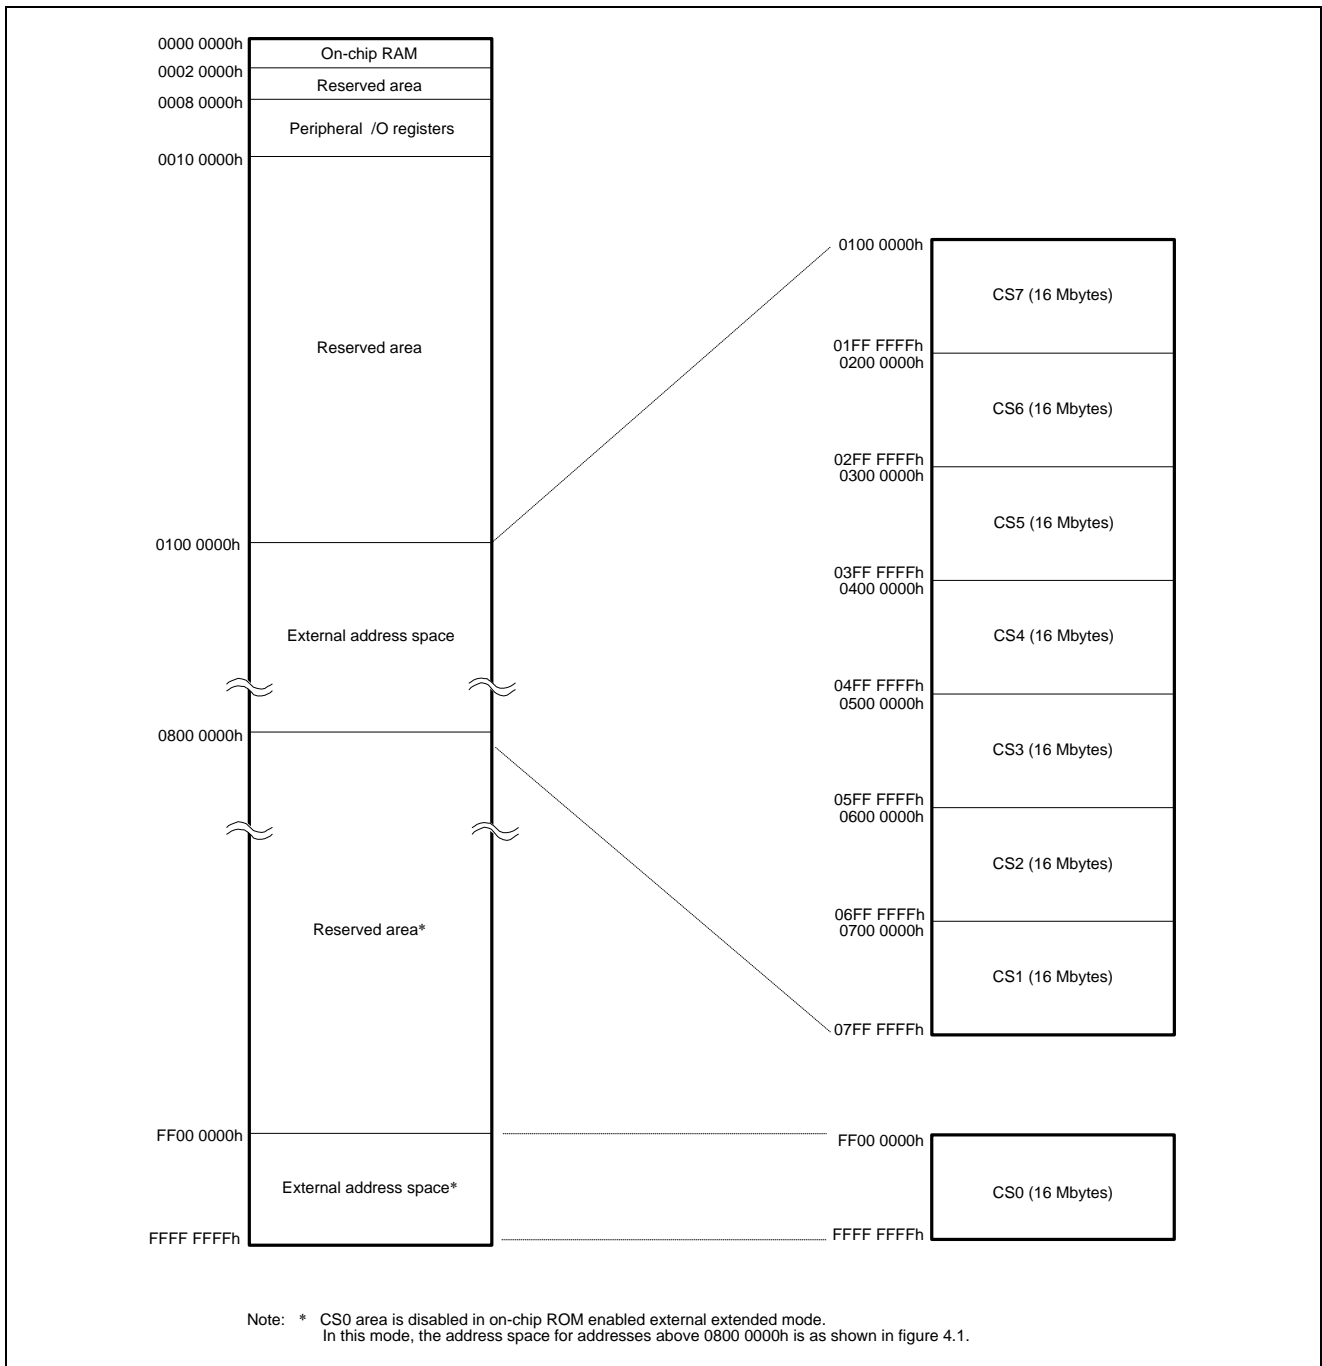 0000 0000h
On-chip RAM
0002 0000h
Reserved area
0008 0000h
Peripheral /O registers
0010 0000h
Reserved area
0100 0000h
External address space
0800 0000h
Reserved area*
FF00 0000h
External address space*
FFFF FFFFh
0100 0000h
CS7 (16 Mbytes)
01FF FFFFh
0200 0000h
CS6 (16 Mbytes)
02FF FFFFh
0300 0000h
CS5 (16 Mbytes)
03FF FFFFh
0400 0000h
CS4 (16 Mbytes)
04FF FFFFh
0500 0000h
CS3 (16 Mbytes)
05FF FFFFh
0600 0000h
CS2 (16 Mbytes)
06FF FFFFh
0700 0000h
CS1 (16 Mbytes)
07FF FFFFh
FF00 0000h
CS0 (16 Mbytes)
FFFF FFFFh
Note: * CS0 area is disabled in on-chip ROM enabled external extended mode.
In this mode, the address space for addresses above 0800 0000h is as shown in figure 4.1.